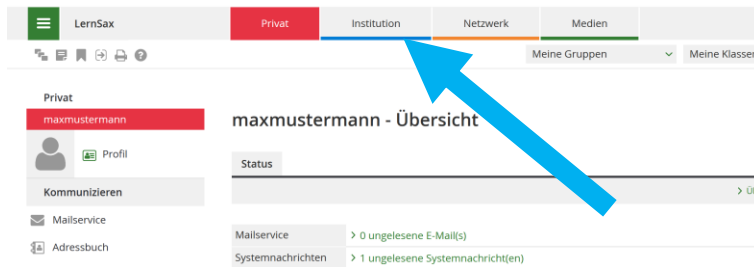 LernSax Privat Institution Netzwerk Medien
Meine Gruppen Meine Klassen
Privat
maxmustermann
maxmustermann - Übersicht
Profil
Status
Kommunizieren
Mailservice
Mailservice > 0 ungelesene E-Mail(s)
Adressbuch
Systemnachrichten > 1 ungelesene Systemnachricht(en)